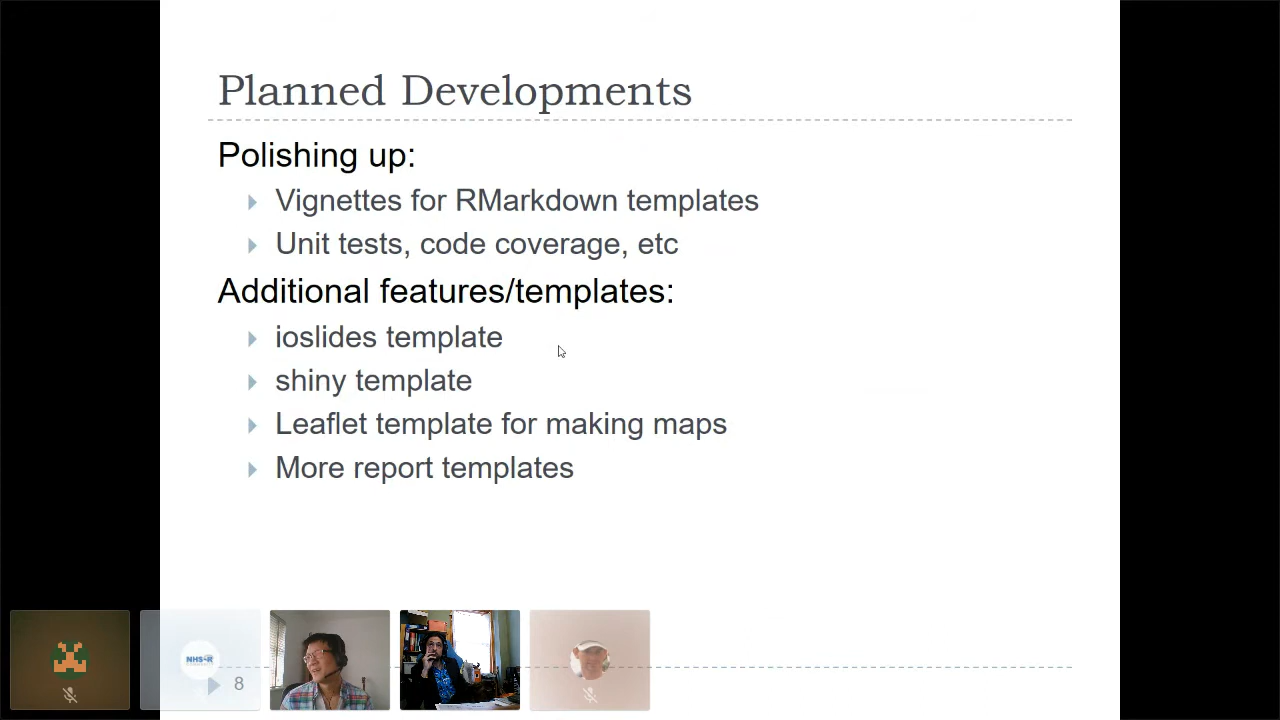 Planned Developments
Polishing up:
Vignettes for RMarkdown templates
Unit tests, code coverage, etc
Additional features/templates:
ioslides template
shiny template
Leaflet template for making maps
More report templates
NHS-R
8